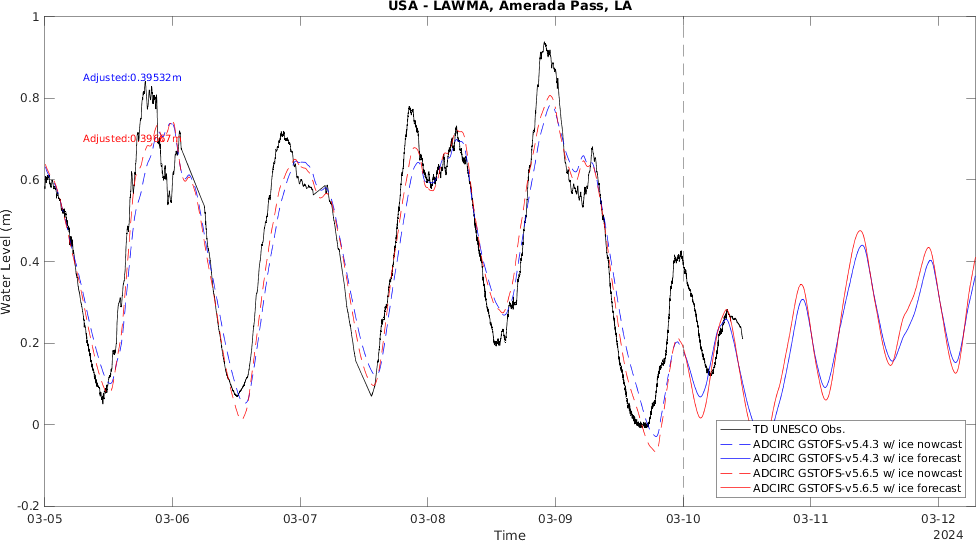 USA - LAWMA, Amerada Pass, LA
1
0.8
0.6
0.4
0.2
0
-0.2
Water Level (m)
Adjusted:0.39532m
03-05
03-06
03-07
03-08
03-09
03-10
03-11
03-12
Time
2024
TD UNESCO Obs.
ADCIRC GSTOFS-v5.4.3 w/ ice nowcast
ADCIRC GSTOFS-v5.4.3 w/ ice forecast
ADCIRC GSTOFS-v5.6.5 w/ ice nowcast
ADCIRC GSTOFS-v5.6.5 w/ ice forecast